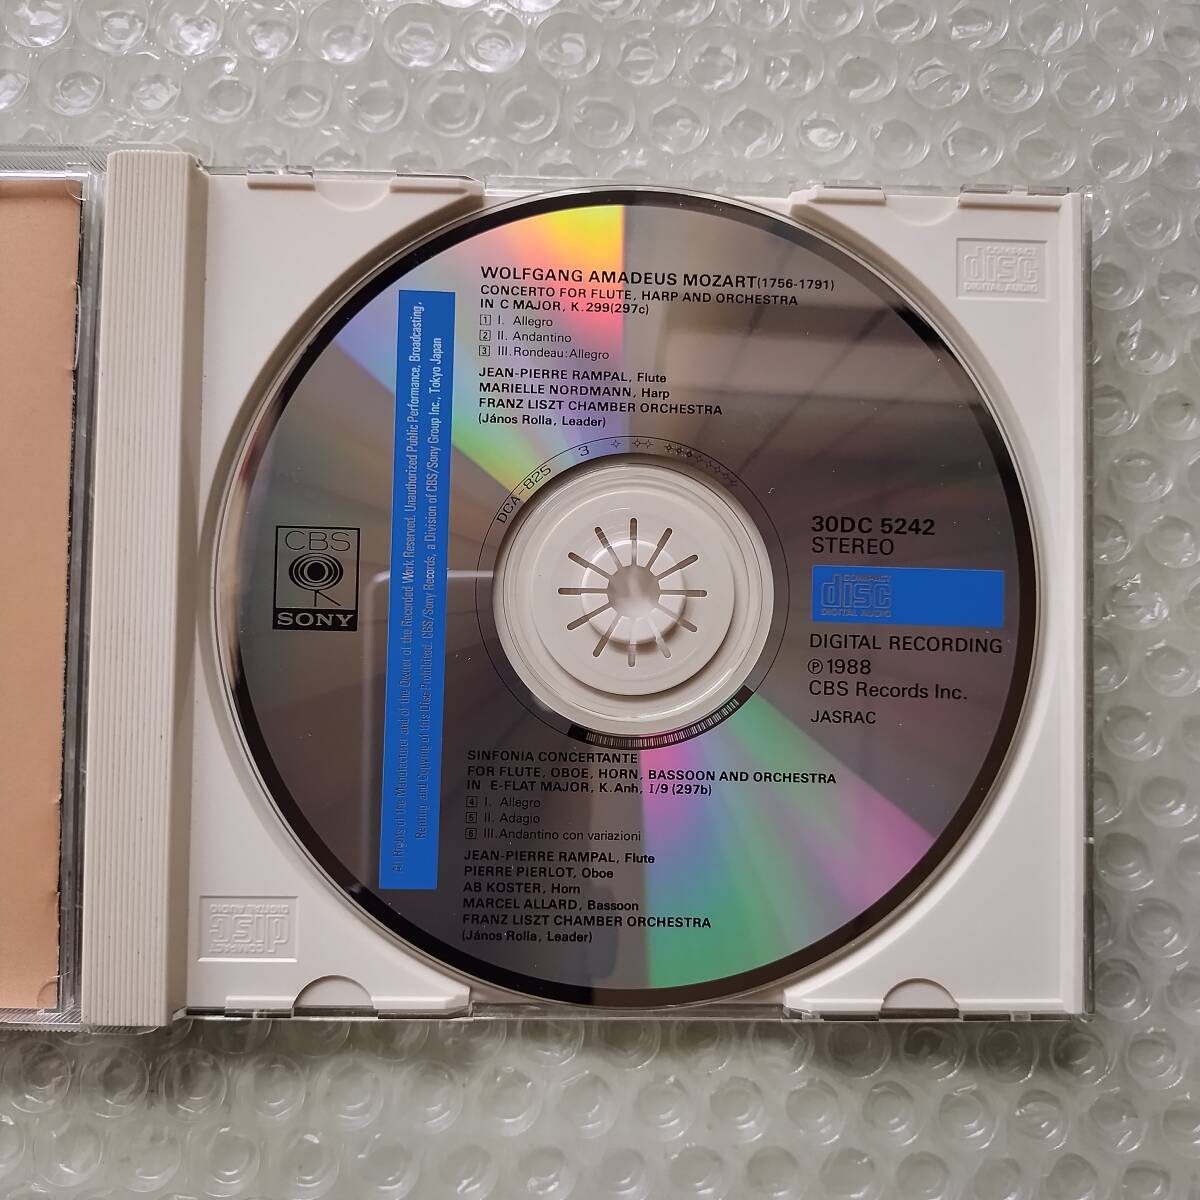 WOLFGANG AMADEUS MOZART(1756-1791)
CONCERTO FOR FLUTE, HARP AND ORCHESTRA
IN C MAJOR, K.299(297c)
1 I. Allegro
2 II. Andantino
3 III.Rondeau:Allegro
JEAN-PIERRE RAMPAL, Flute
MARIELLE NORDMANN, Harp
FRANZ LISZT CHAMBER ORCHESTRA
(János Rolla, Leader)
DCA-825 3
All Rights of the Manufacturer and of the Owner of the Recorded Work Reserved. Unauthorized Public Performance, Broadcasting,
Renting and Copying of this Disc Prohibited. CBS/Sony Records, a Division of CBS/Sony Group Inc., Tokyo Japan
CBS
SONY
30DC 5242
STEREO
COMPACT
disc
DIGITAL AUDIO
DIGITAL RECORDING
℗1988
CBS Records Inc.
JASRAC
SINFONIA CONCERTANTE
FOR FLUTE, OBOE, HORN, BASSOON AND ORCHESTRA
IN E-FLAT MAJOR, K.Anh, I/9(297b)
4 I. Allegro
5 II. Adagio
6 III.Andantino con variazioni
JEAN-PIERRE RAMPAL, Flute
PIERRE PIERLOT, Oboe
AB KOSTER, Horn
MARCEL ALLARD, Bassoon
FRANZ LISZT CHAMBER ORCHESTRA
(János Rolla, Leader)
COMPACT
disc
DIGITAL AUDIO
COMPACT
disc
DIGITAL AUDIO